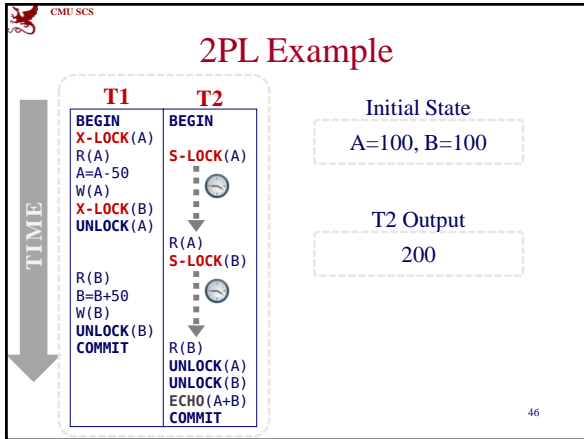 CMU SCS
2PL Example
TIME
T1
BEGIN
X-LOCK(A)
R(A)
A=A-50
W(A)
X-LOCK(B)
UNLOCK(A)
R(B)
B=B+50
W(B)
UNLOCK(B)
COMMIT
T2
BEGIN
S-LOCK(A)
R(A)
S-LOCK(B)
R(B)
UNLOCK(A)
UNLOCK(B)
ECHO(A+B)
COMMIT
Initial State
A=100, B=100
T2 Output
200
46